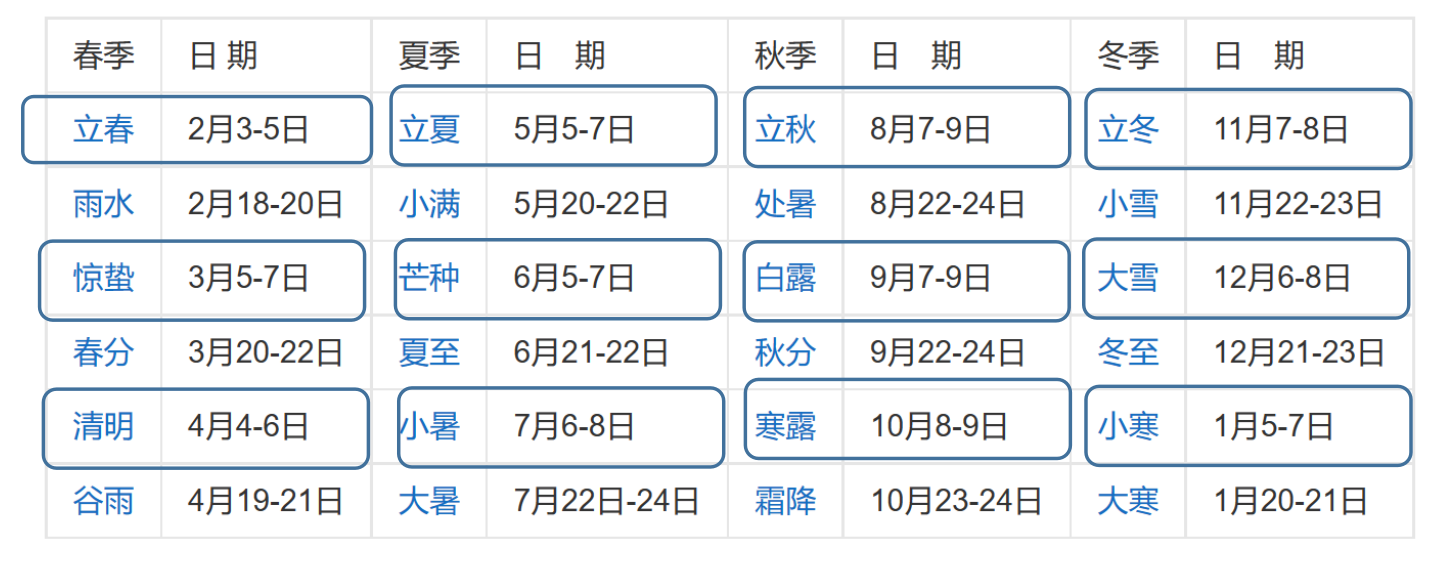 春季 日 期 夏季 日 期 秋季 日 期 冬季 日 期
立春 2月3-5日 立夏 5月5-7日 立秋 8月7-9日 立冬 11月7-8日
雨水 2月18-20日 小满 5月20-22日 处暑 8月22-24日 小雪 11月22-23日
惊蛰 3月5-7日 芒种 6月5-7日 白露 9月7-9日 大雪 12月6-8日
春分 3月20-22日 夏至 6月21-22日 秋分 9月22-24日 冬至 12月21-23日
清明 4月4-6日 小暑 7月6-8日 寒露 10月8-9日 小寒 1月5-7日
谷雨 4月19-21日 大暑 7月22日-24日 霜降 10月23-24日 大寒 1月20-21日